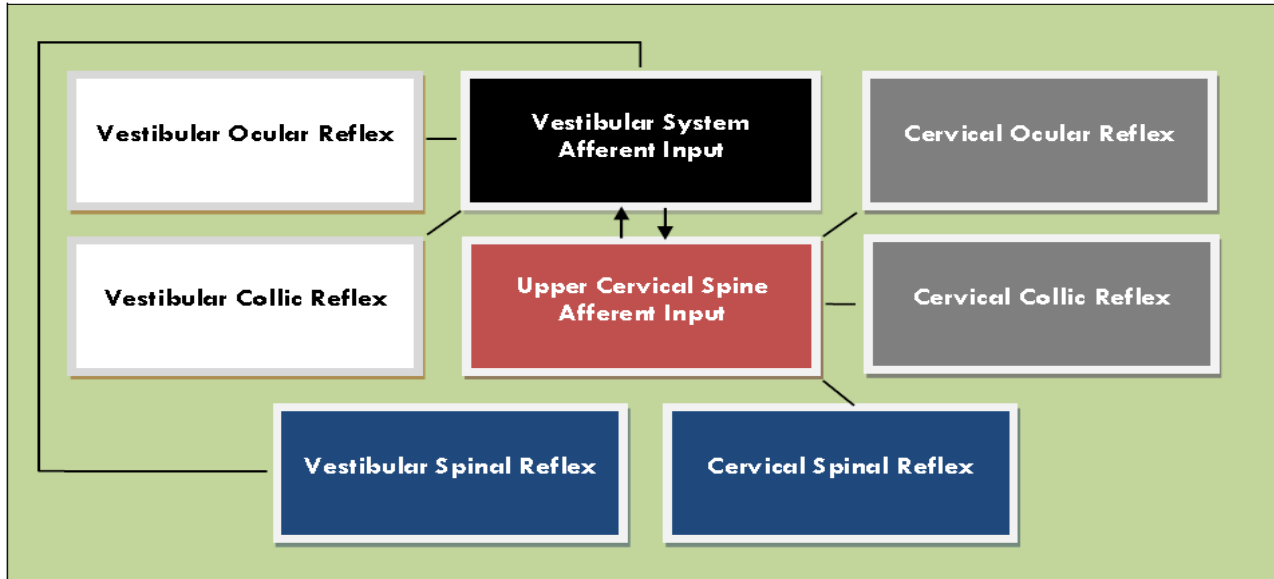 Vestibular Ocular Reflex
Vestibular System
Afferent Input
Cervical Ocular Reflex
Vestibular Collic Reflex
Upper Cervical Spine
Afferent Input
Cervical Collic Reflex
Vestibular Spinal Reflex
Cervical Spinal Reflex